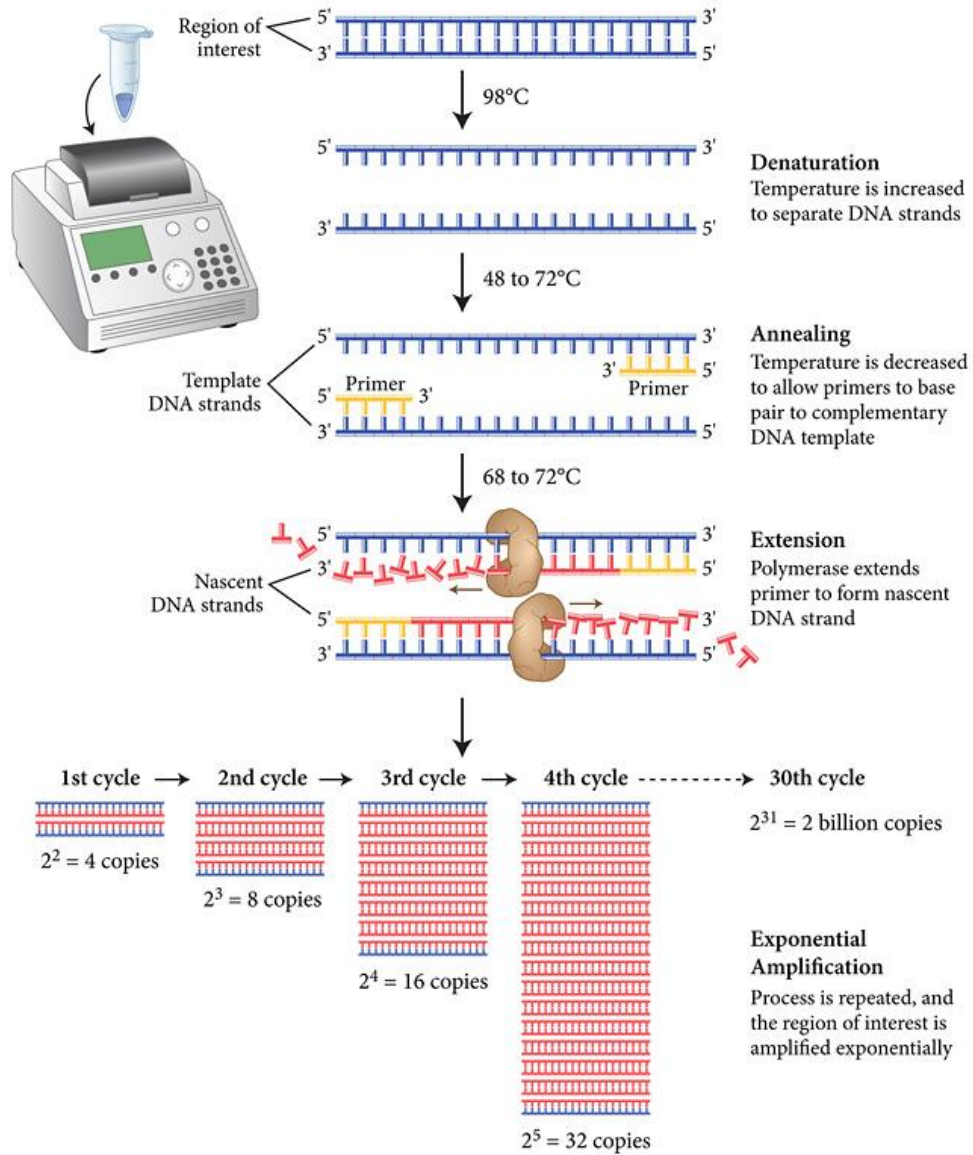 Region of
interest
5' 3'
3' 5'
98°C
5' 3'
3' 5'
Denaturation
Temperature is increased
to separate DNA strands
48 to 72°C
5' 3'
3' 5'
Primer
Template
DNA strands
Primer
5' 3'
3' 5'
Annealing
Temperature is decreased
to allow primers to base
pair to complementary
DNA template
68 to 72°C
5' 3'
3' 5'
Nascent
DNA strands
5' 3'
3' 5'
Extension
Polymerase extends
primer to form nascent
DNA strand
1st cycle 2nd cycle 3rd cycle 4th cycle 30th cycle
2² = 4 copies
2³ = 8 copies
2⁴ = 16 copies
2⁵ = 32 copies
2³¹ = 2 billion copies
Exponential
Amplification
Process is repeated, and
the region of interest is
amplified exponentially